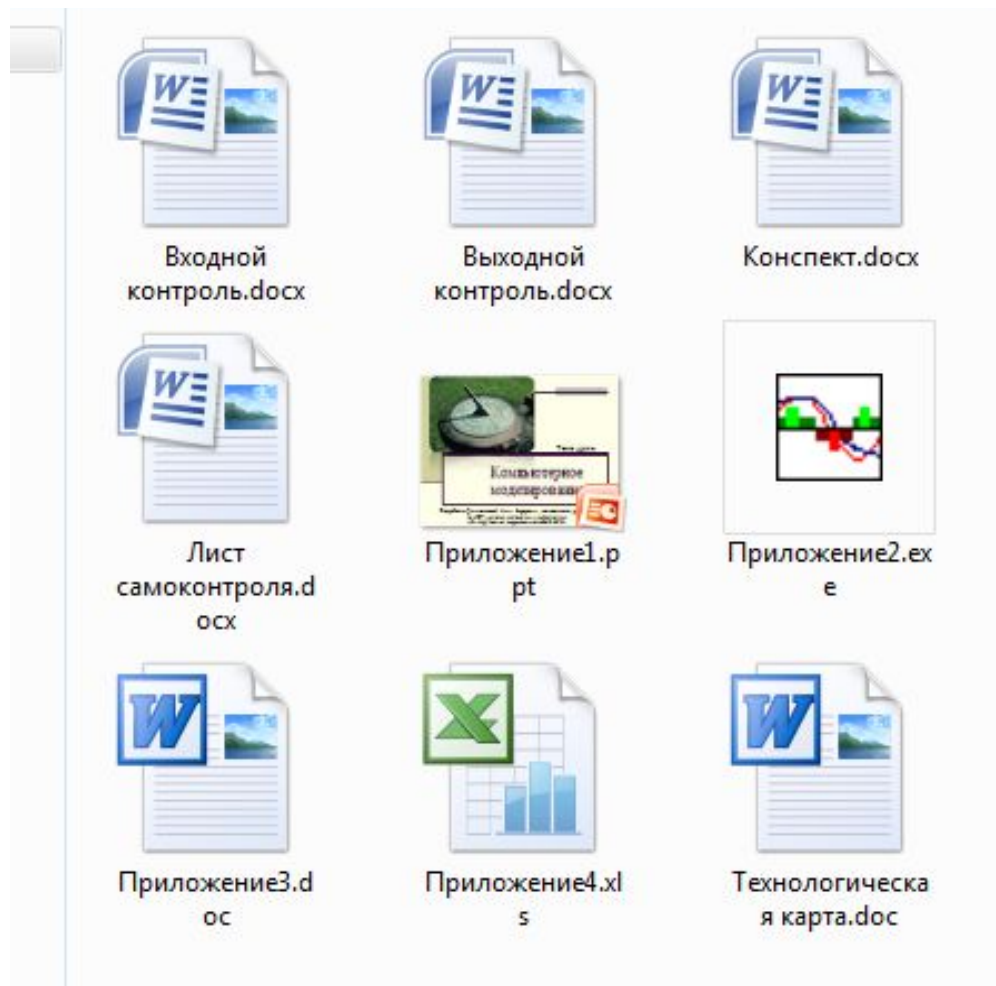 Входной
контроль.docx
Выходной
контроль.docx
Конспект.docx
Лист
самоконтроля.d
ocx
Компьютерное
моделирование
Приложение1.p
pt
Приложение2.ex
e
Приложение3.d
oc
Приложение4.xl
s
Технологическа
я карта.doc